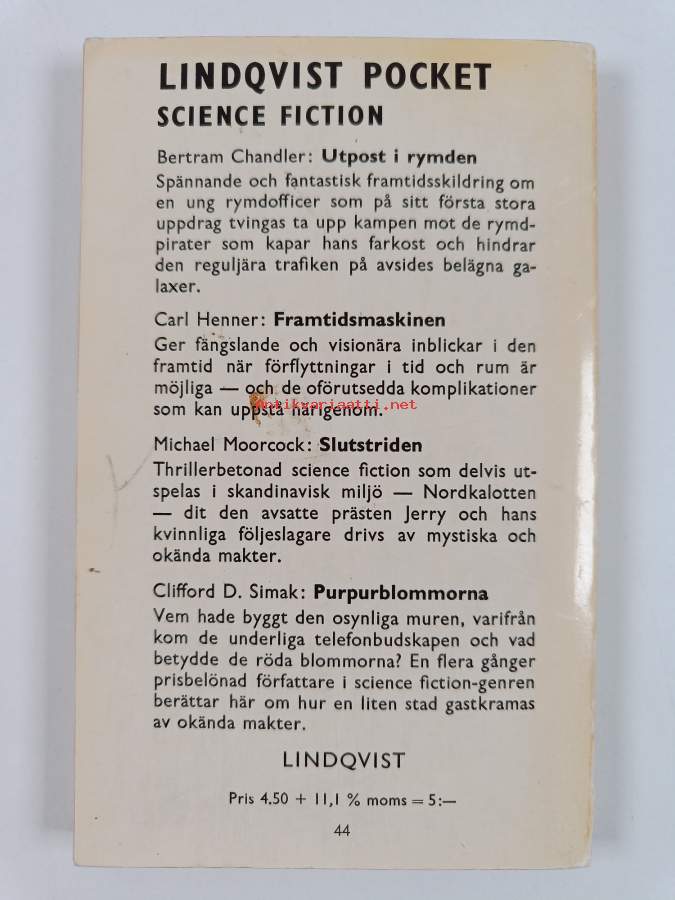 LINDQVIST POCKET
SCIENCE FICTION
Bertram Chandler: Utpost i rymden
Spännande och fantastisk framtidsskildring om
en ung rymdofficer som på sitt första stora
uppdrag tvingas ta upp kampen mot de rymd-
pirater som kapar hans farkost och hindrar
den reguljära trafiken på avsides belägna ga-
laxer.
Carl Henner: Framtidsmaskinen
Ger fängslande och visionära inblickar i den
framtid när förflyttningar i tid och rum är
möjliga — och de oförutsedda komplikationer
som kan uppstå härigenom.
antikvariaatti.net
Michael Moorcock: Slutstriden
Thrillerbetonad science fiction som delvis ut-
spelas i skandinavisk miljö — Nordkalotten
— dit den avsatte prästen Jerry och hans
kvinnliga följeslagare drivs av mystiska och
okända makter.
Clifford D. Simak: Purpurblommorna
Vem hade byggt den osynliga muren, varifrån
kom de underliga telefonbudskapen och vad
betydde de röda blommorna? En flera gånger
prisbelönad författare i science fiction-genren
berättar här om hur en liten stad gastkramas
av okända makter.
LINDQVIST
Pris 4.50 + 11,1 % moms = 5:—
44